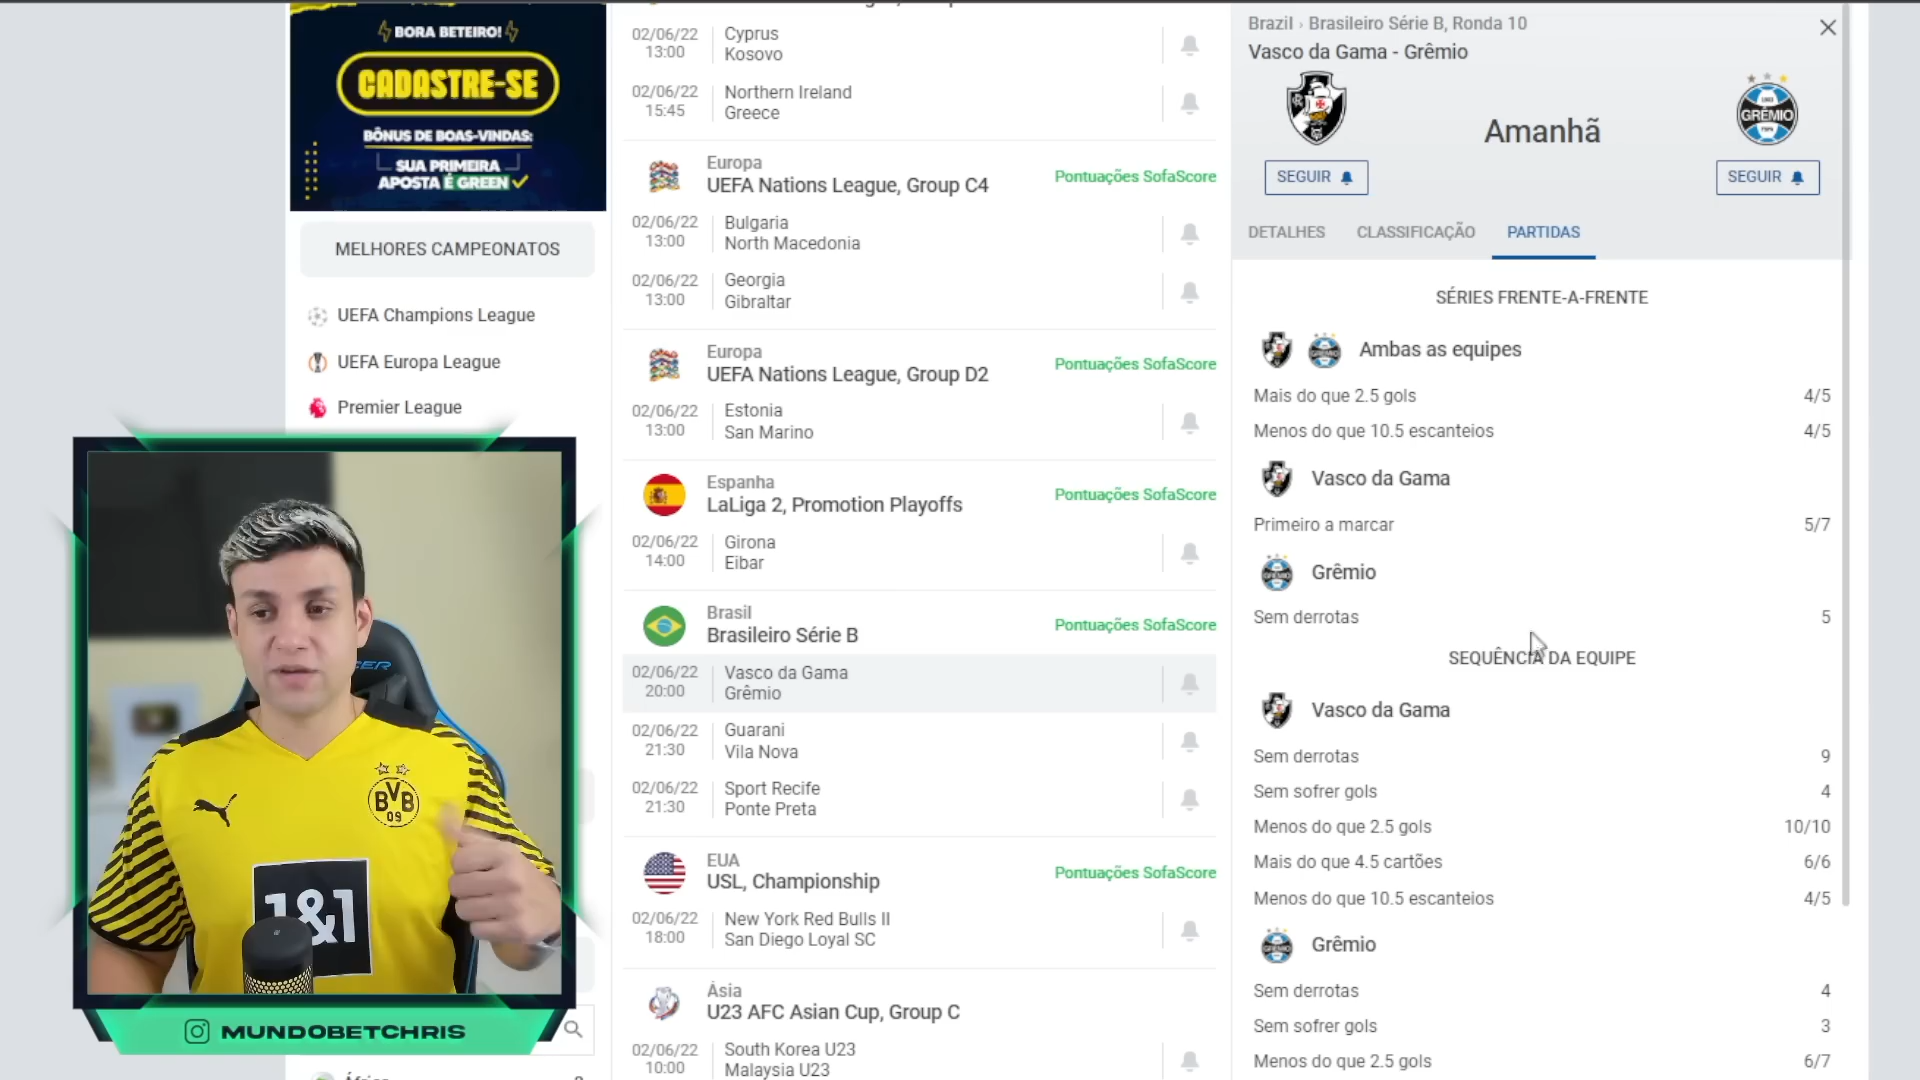 BORA BETEIRO!
CADASTRE-SE
BÔNUS DE BOAS-VINDAS:
SUA PRIMEIRA
APOSTA É GREEN
MELHORES CAMPEONATOS
UEFA Champions League
UEFA Europa League
Premier League
CER
BVB
09
1&1
MUNDOBETCHRIS
02/06/22
13:00
Cyprus
Kosovo
02/06/22
15:45
Northern Ireland
Greece
Europa
UEFA Nations League, Group C4
Pontuações SofaScore
02/06/22
13:00
Bulgaria
North Macedonia
02/06/22
13:00
Georgia
Gibraltar
Europa
UEFA Nations League, Group D2
Pontuações SofaScore
02/06/22
13:00
Estonia
San Marino
Espanha
LaLiga 2, Promotion Playoffs
Pontuações SofaScore
02/06/22
14:00
Girona
Eibar
Brasil
Brasileiro Série B
Pontuações SofaScore
02/06/22
20:00
Vasco da Gama
Grêmio
02/06/22
21:30
Guarani
Vila Nova
02/06/22
21:30
Sport Recife
Ponte Preta
EUA
USL, Championship
Pontuações SofaScore
02/06/22
18:00
New York Red Bulls II
San Diego Loyal SC
Ásia
U23 AFC Asian Cup, Group C
02/06/22
10:00
South Korea U23
Malaysia U23
Brazil › Brasileiro Série B, Ronda 10
Vasco da Gama - Grêmio
Amanhã
GRÊMIO
SEGUIR
SEGUIR
DETALHES CLASSIFICAÇÃO PARTIDAS
SÉRIES FRENTE-A-FRENTE
Ambas as equipes
Mais do que 2.5 gols 4/5
Menos do que 10.5 escanteios 4/5
Vasco da Gama
Primeiro a marcar 5/7
Grêmio
Sem derrotas 5
SEQUÊNCIA DA EQUIPE
Vasco da Gama
Sem derrotas 9
Sem sofrer gols 4
Menos do que 2.5 gols 10/10
Mais do que 4.5 cartões 6/6
Menos do que 10.5 escanteios 4/5
Grêmio
Sem derrotas 4
Sem sofrer gols 3
Menos do que 2.5 gols 6/7